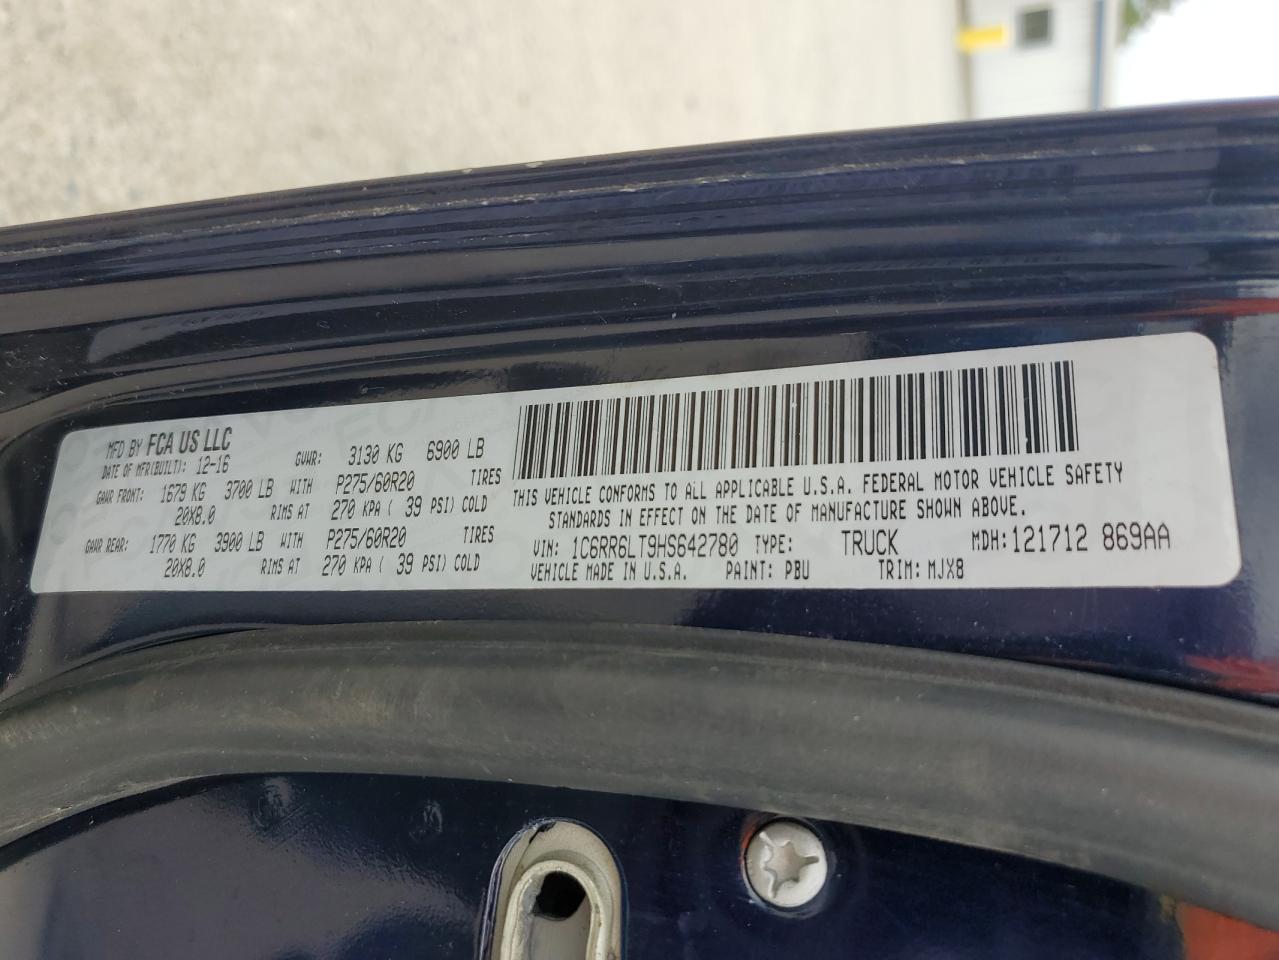 MFD BY FCA US LLC
DATE OF MFR(BUILT): 12-16 GVWR: 3130 KG 6900 LB
GAWR FRONT: 1679 KG 3700 LB WITH P275/60R20 TIRES
20X8.0 RIMS AT 270 KPA ( 39 PSI) COLD
GAWR REAR: 1770 KG 3900 LB WITH P275/60R20 TIRES
20X8.0 RIMS AT 270 KPA ( 39 PSI) COLD
THIS VEHICLE CONFORMS TO ALL APPLICABLE U.S.A. FEDERAL MOTOR VEHICLE SAFETY
STANDARDS IN EFFECT ON THE DATE OF MANUFACTURE SHOWN ABOVE.
VIN: 1C6RR6LT9HS642780 TYPE: TRUCK MDH:121712 869AA
VEHICLE MADE IN U.S.A. PAINT: PBU TRIM: MJX8